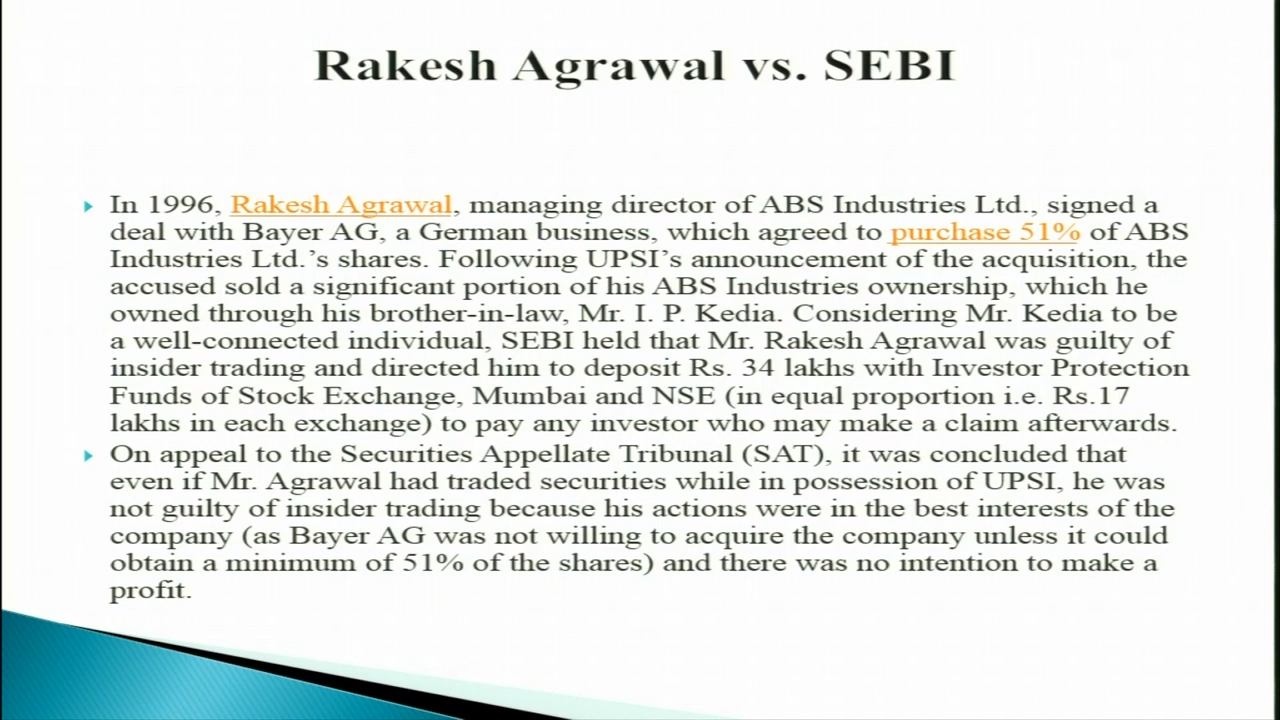 Rakesh Agrawal vs. SEBI
In 1996, Rakesh Agrawal, managing director of ABS Industries Ltd., signed a
deal with Bayer AG, a German business, which agreed to purchase 51% of ABS
Industries Ltd.'s shares. Following UPSI's announcement of the acquisition, the
accused sold a significant portion of his ABS Industries ownership, which he
owned through his brother-in-law, Mr. I. P. Kedia. Considering Mr. Kedia to be
a well-connected individual, SEBI held that Mr. Rakesh Agrawal was guilty of
insider trading and directed him to deposit Rs. 34 lakhs with Investor Protection
Funds of Stock Exchange, Mumbai and NSE (in equal proportion i.e. Rs.17
lakhs in each exchange) to pay any investor who may make a claim afterwards.
On appeal to the Securities Appellate Tribunal (SAT), it was concluded that
even if Mr. Agrawal had traded securities while in possession of UPSI, he was
not guilty of insider trading because his actions were in the best interests of the
company (as Bayer AG was not willing to acquire the company unless it could
obtain a minimum of 51% of the shares) and there was no intention to make a
profit.